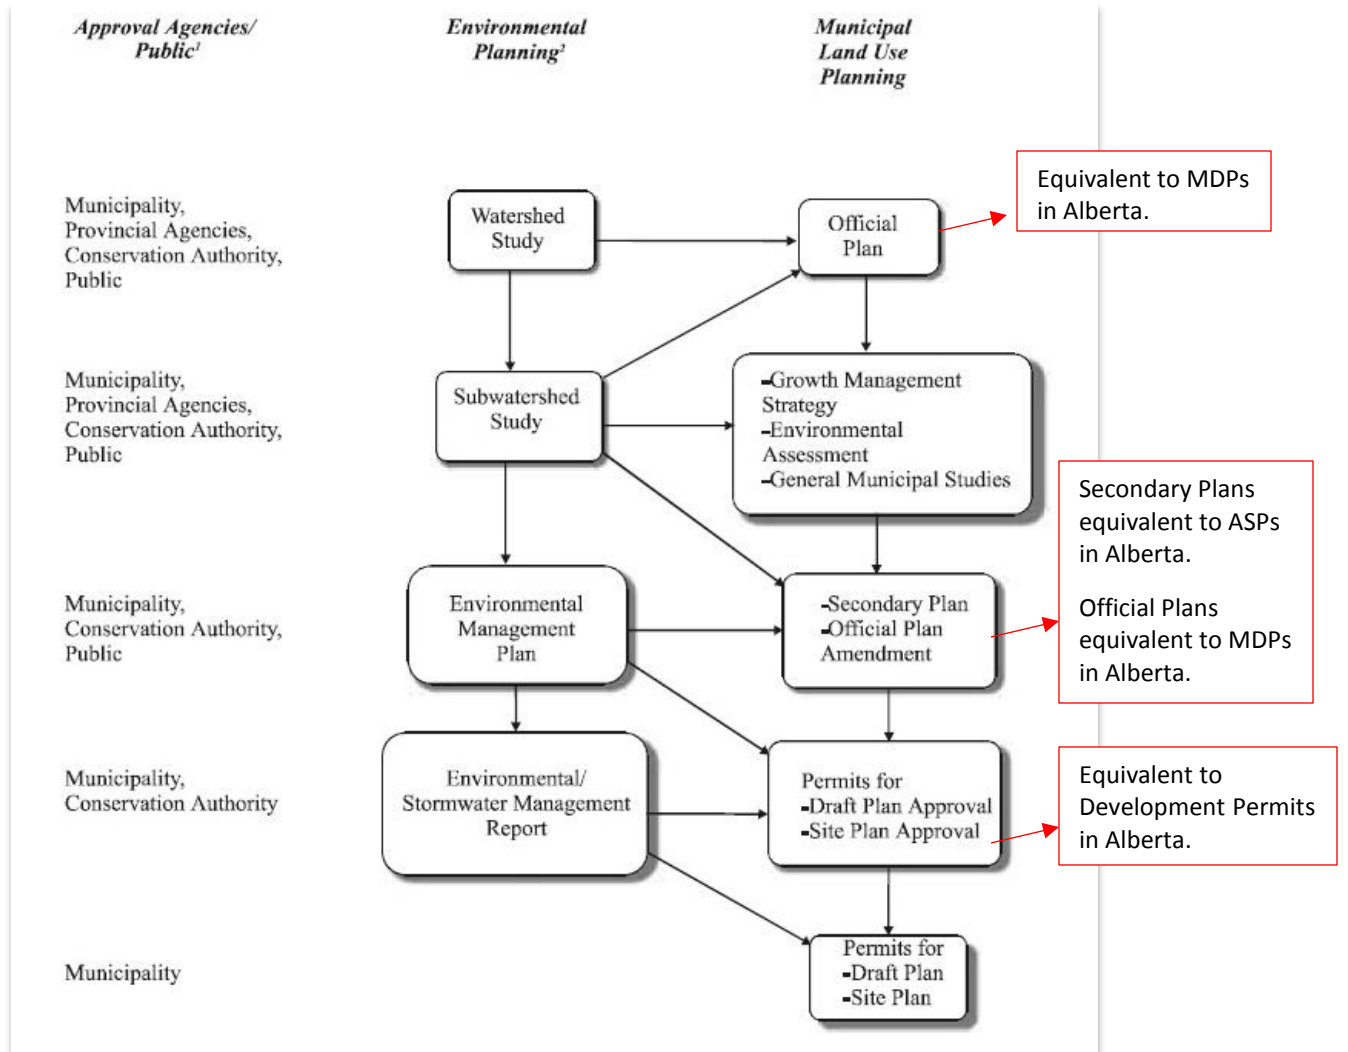 Approval Agencies/
Public¹
Environmental
Planning²
Municipal
Land Use
Planning
Municipality,
Provincial Agencies,
Conservation Authority,
Public
Watershed
Study
Official
Plan
Equivalent to MDPs
in Alberta.
Municipality,
Provincial Agencies,
Conservation Authority,
Public
Subwatershed
Study
-Growth Management
Strategy
-Environmental
Assessment
-General Municipal Studies
Secondary Plans
equivalent to ASPs
in Alberta.
Official Plans
equivalent to MDPs
in Alberta.
Municipality,
Conservation Authority,
Public
Environmental
Management
Plan
-Secondary Plan
-Official Plan
Amendment
Municipality,
Conservation Authority
Environmental/
Stormwater Management
Report
Permits for
-Draft Plan Approval
-Site Plan Approval
Equivalent to
Development Permits
in Alberta.
Municipality
Permits for
-Draft Plan
-Site Plan